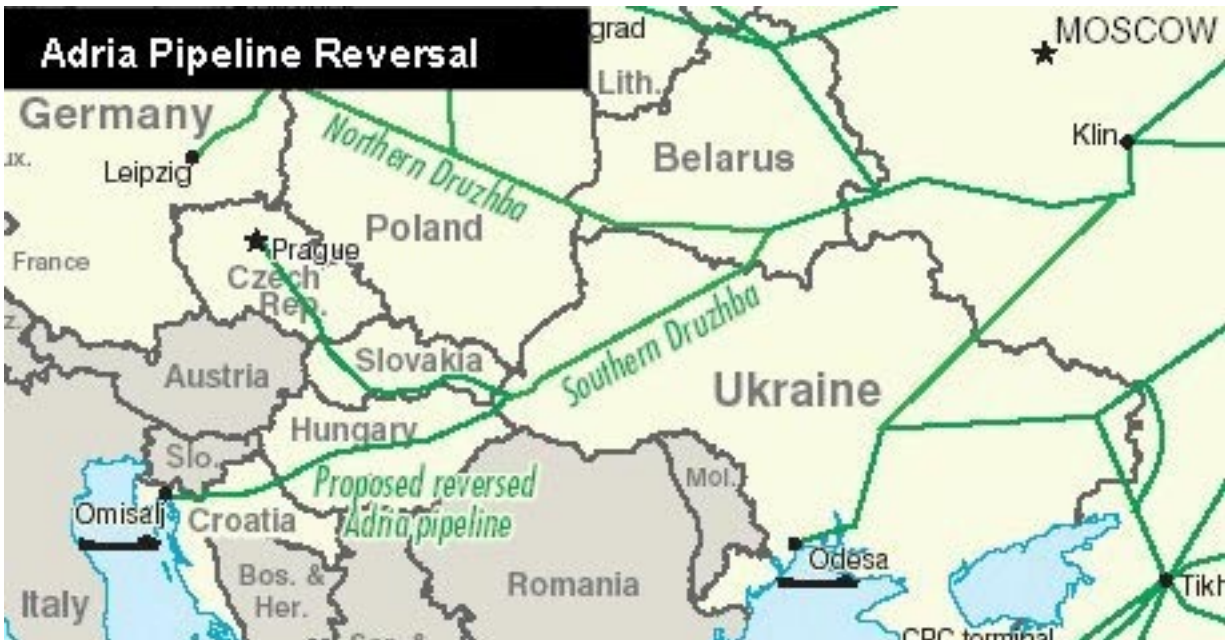 Adria Pipeline Reversal
grad
MOSCOW
Lith.
Germany
Klin
Northern Druzhba
Belarus
ux.
Leipzig
Poland
Prague
France
Czech
Rep.
z.
Southern Druzhba
Slovakia
Austria
Ukraine
Hungary
Slo.
Proposed reversed
Adria pipeline
Mol.
Omisalj
Croatia
Odesa
Bos. &
Her.
Romania
Tikh
Italy
CPC terminal